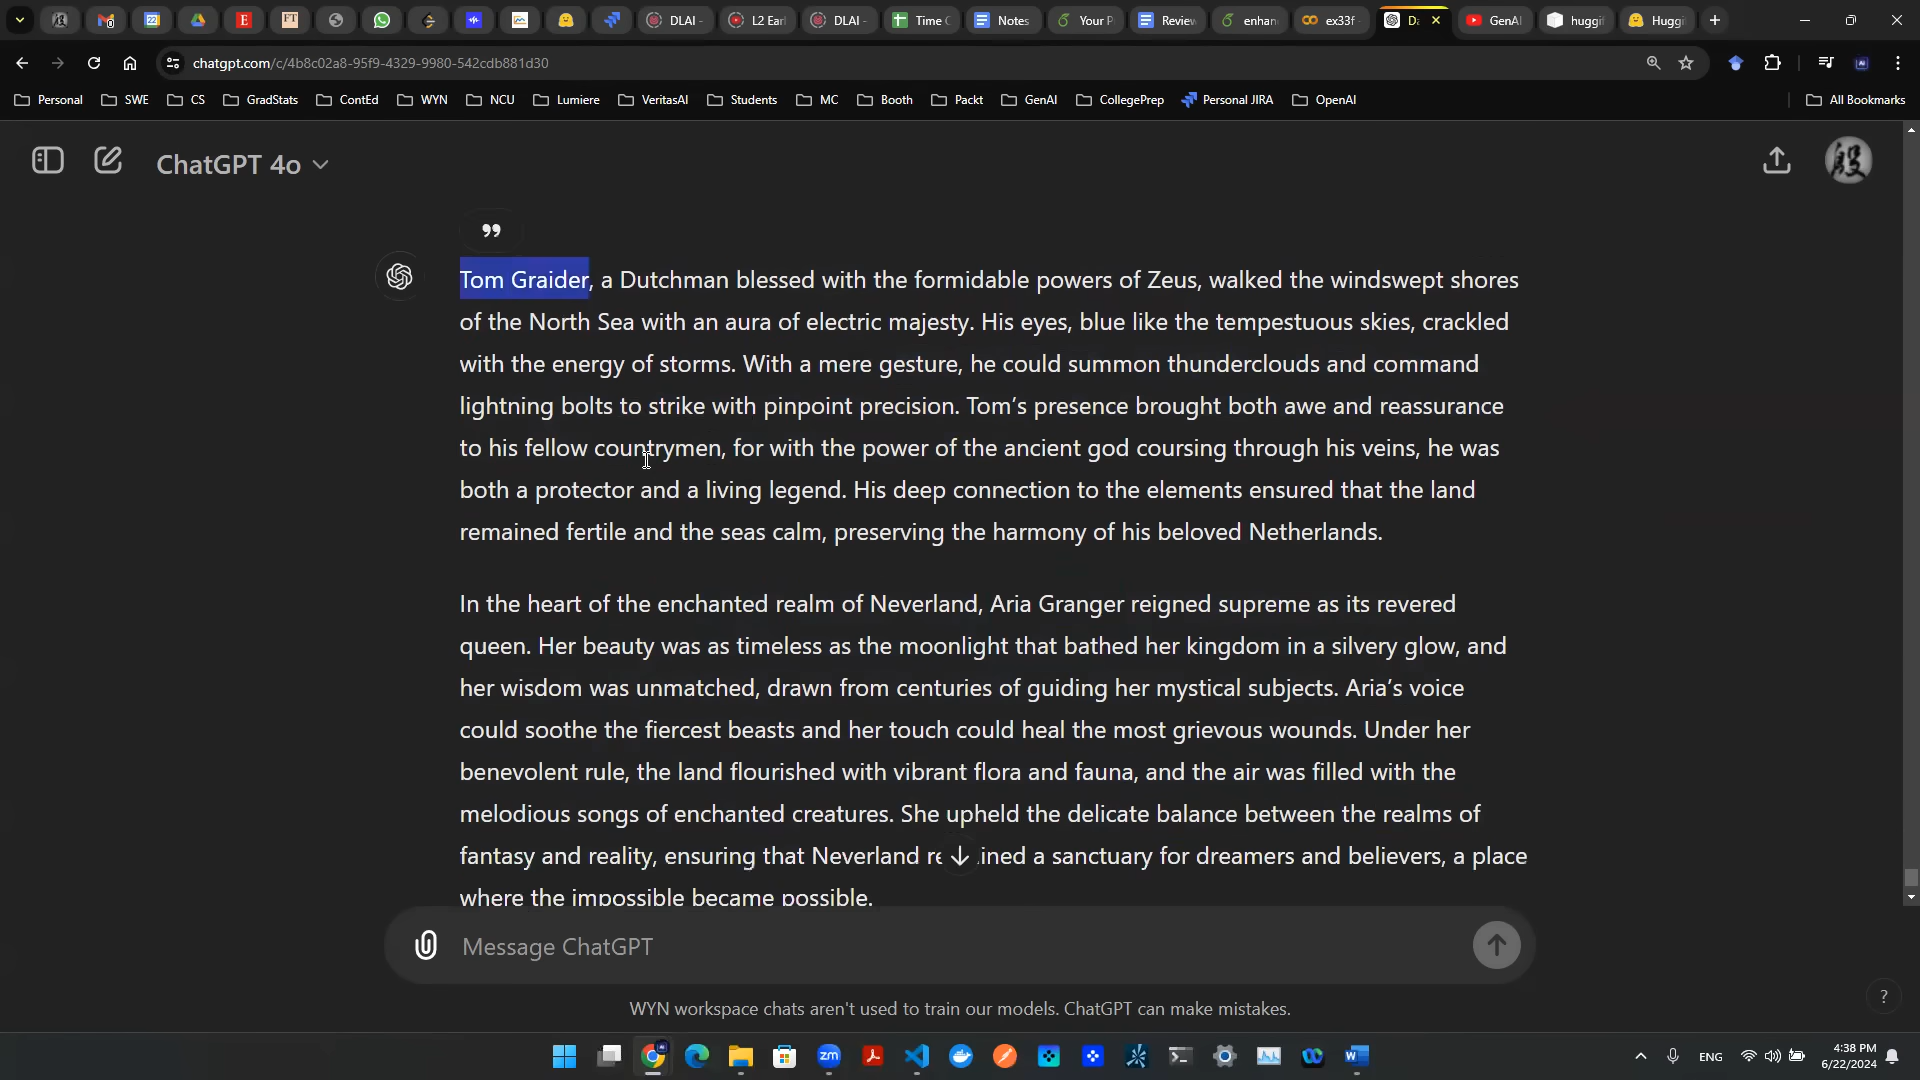 DLAI -
L2 Earl
DLAI -
Time C
Notes
Your P
Review
enhan
ex33f
Da
GenAI
huggif
Huggi
chatgpt.com/c/4b8c02a8-95f9-4329-9980-542cdb881d30
Personal SWE CS GradStats ContEd WYN NCU Lumiere VeritasAI Students MC Booth Packt GenAI CollegePrep Personal JIRA OpenAI All Bookmarks
ChatGPT 4o
Tom Graider, a Dutchman blessed with the formidable powers of Zeus, walked the windswept shores
of the North Sea with an aura of electric majesty. His eyes, blue like the tempestuous skies, crackled
with the energy of storms. With a mere gesture, he could summon thunderclouds and command
lightning bolts to strike with pinpoint precision. Tom’s presence brought both awe and reassurance
to his fellow countrymen, for with the power of the ancient god coursing through his veins, he was
both a protector and a living legend. His deep connection to the elements ensured that the land
remained fertile and the seas calm, preserving the harmony of his beloved Netherlands.
In the heart of the enchanted realm of Neverland, Aria Granger reigned supreme as its revered
queen. Her beauty was as timeless as the moonlight that bathed her kingdom in a silvery glow, and
her wisdom was unmatched, drawn from centuries of guiding her mystical subjects. Aria’s voice
could soothe the fiercest beasts and her touch could heal the most grievous wounds. Under her
benevolent rule, the land flourished with vibrant flora and fauna, and the air was filled with the
melodious songs of enchanted creatures. She upheld the delicate balance between the realms of
fantasy and reality, ensuring that Neverland re ined a sanctuary for dreamers and believers, a place
where the impossible became possible.
Message ChatGPT
WYN workspace chats aren't used to train our models. ChatGPT can make mistakes.
?
ENG
4:38 PM
6/22/2024